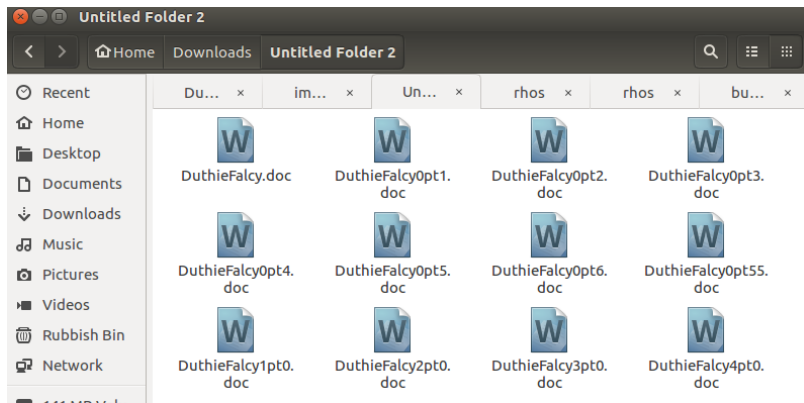 Untitled Folder 2
Home Downloads Untitled Folder 2
Recent
Home
Desktop
Documents
Downloads
Music
Pictures
Videos
Rubbish Bin
Network
Du... × im... × Un... × rhos × rhos × bu... ×
W W W W
DuthieFalcy.doc DuthieFalcy0pt1. DuthieFalcy0pt2. DuthieFalcy0pt3.
doc doc doc
W W W W
DuthieFalcy0pt4. DuthieFalcy0pt5. DuthieFalcy0pt6. DuthieFalcy0pt55.
doc doc doc .doc
W W W W
DuthieFalcy1pt0. DuthieFalcy2pt0. DuthieFalcy3pt0. DuthieFalcy4pt0.
doc doc doc doc